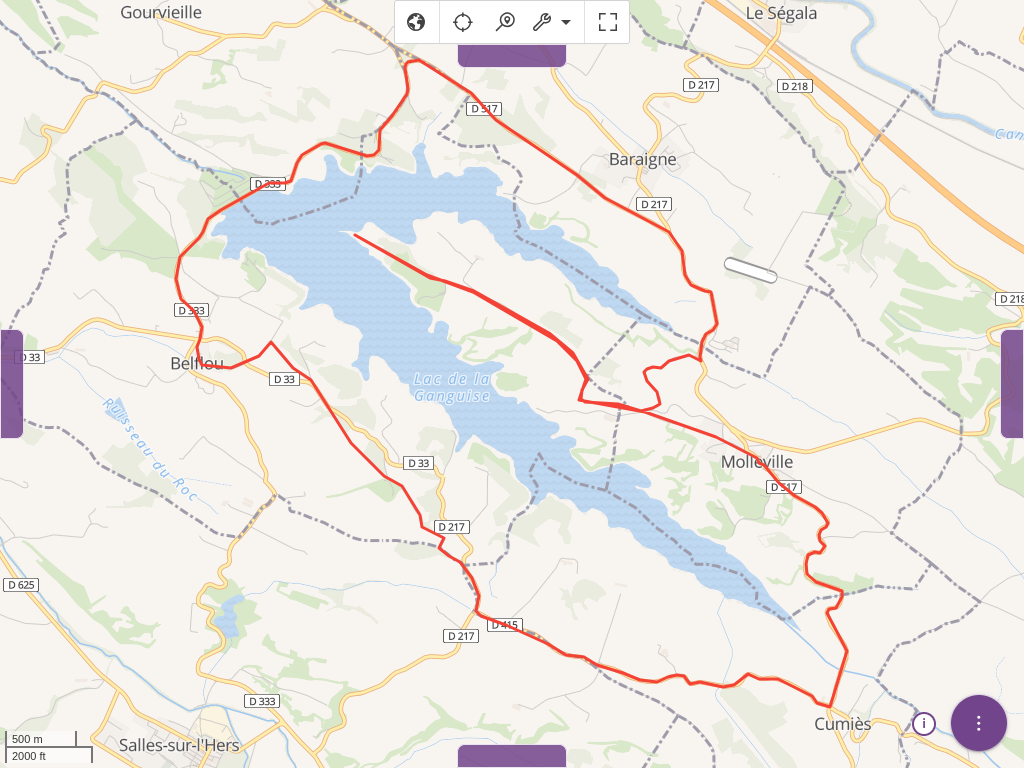 Gourvieille
Le Ségala
D 217
D 218
D 517
Can
Baraigne
D 333
D 217
D 218
D 333
D 33
Belflou
D 33
Lac de la
Ganguise
Ruisseau du Roc
D 33
Molleville
D 517
D 217
D 625
D 415
D 217
D 333
Cumiès
i
500 m
2000 ft
Salles-sur-l'Hers